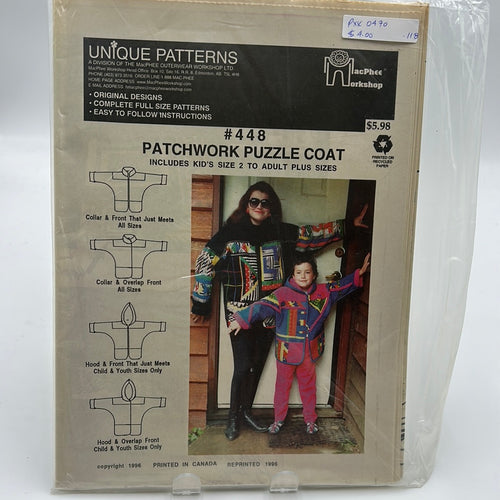 PXX 0490
$4.00 .118
UNIQUE PATTERNS
A DIVISION OF THE MacPHEE OUTERWEAR WORKSHOP LTD.
MacPhee Workshop
• ORIGINAL DESIGNS
• COMPLETE FULL SIZE PATTERNS
• EASY TO FOLLOW INSTRUCTIONS
$5.98
PRINTED ON
RECYCLED
PAPER
#448
PATCHWORK PUZZLE COAT
INCLUDES KID'S SIZE 2 TO ADULT PLUS SIZES
Collar & Front That Just Meets
All Sizes
Collar & Overlap Front
All Sizes
Hood & Front That Just Meets
Child & Youth Sizes Only
Hood & Overlap Front
Child & Youth Sizes Only
copyright 1996 PRINTED IN CANADA REPRINTED 1996